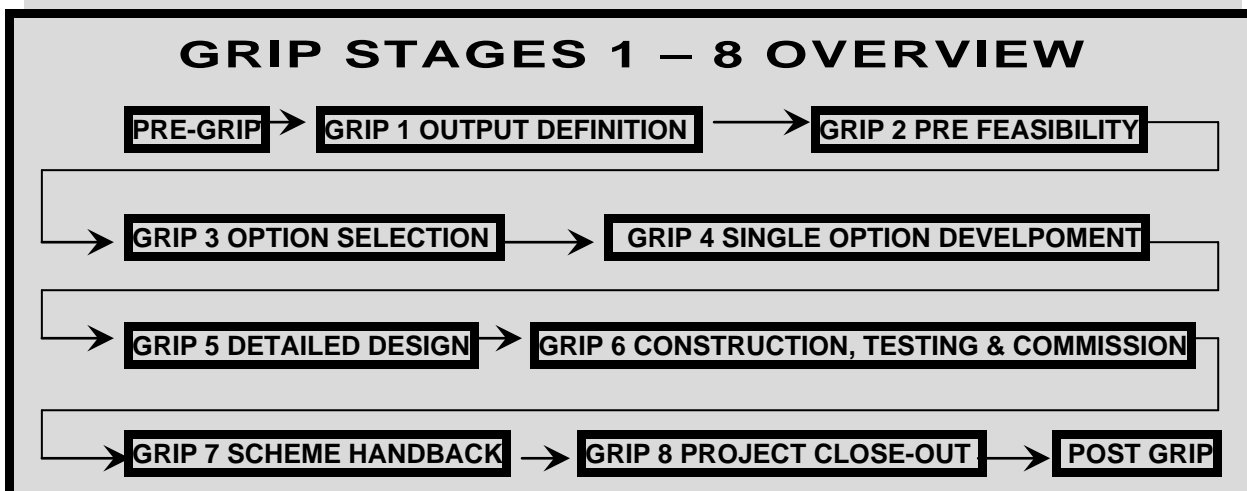 GRIP STAGES 1 – 8 OVERVIEW
PRE-GRIP GRIP 1 OUTPUT DEFINITION GRIP 2 PRE FEASIBILITY
GRIP 3 OPTION SELECTION GRIP 4 SINGLE OPTION DEVELPOMENT
GRIP 5 DETAILED DESIGN GRIP 6 CONSTRUCTION, TESTING & COMMISSION
GRIP 7 SCHEME HANDBACK GRIP 8 PROJECT CLOSE-OUT POST GRIP